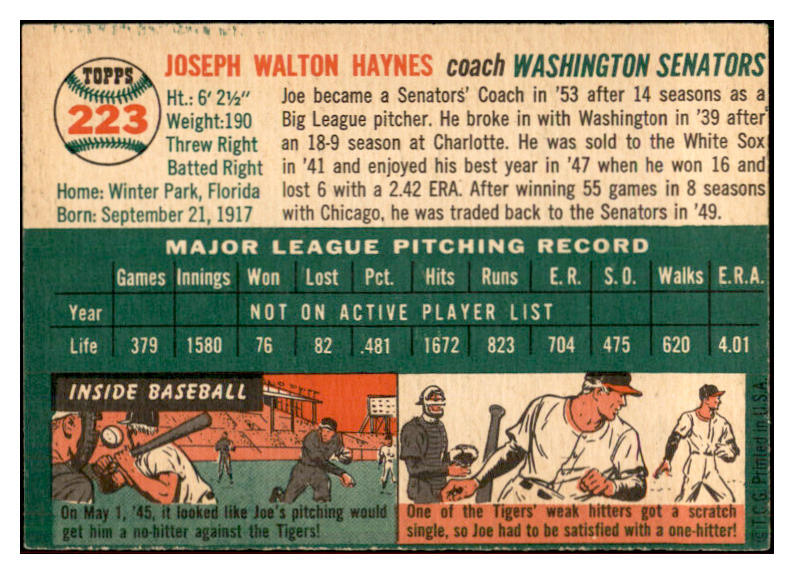 TOPPS
223
JOSEPH WALTON HAYNES coach WASHINGTON SENATORS
Ht.: 6' 2½"
Weight:190
Threw Right
Batted Right
Home: Winter Park, Florida
Born: September 21, 1917
Joe became a Senators' Coach in '53 after 14 seasons as a
Big League pitcher. He broke in with Washington in '39 after
an 18-9 season at Charlotte. He was sold to the White Sox
in '41 and enjoyed his best year in '47 when he won 16 and
lost 6 with a 2.42 ERA. After winning 55 games in 8 seasons
with Chicago, he was traded back to the Senators in '49.
MAJOR LEAGUE PITCHING RECORD
Games Innings Won Lost Pct. Hits Runs E.R. S.O. Walks E.R.A.
Year NOT ON ACTIVE PLAYER LIST
Life 379 1580 76 82 .481 1672 823 704 475 620 4.01
INSIDE BASEBALL
On May 1, '45, it looked like Joe's pitching would
get him a no-hitter against the Tigers!
One of the Tigers' weak hitters got a scratch
single, so Joe had to be satisfied with a one-hitter!
© T.C.G. Printed in U.S.A.